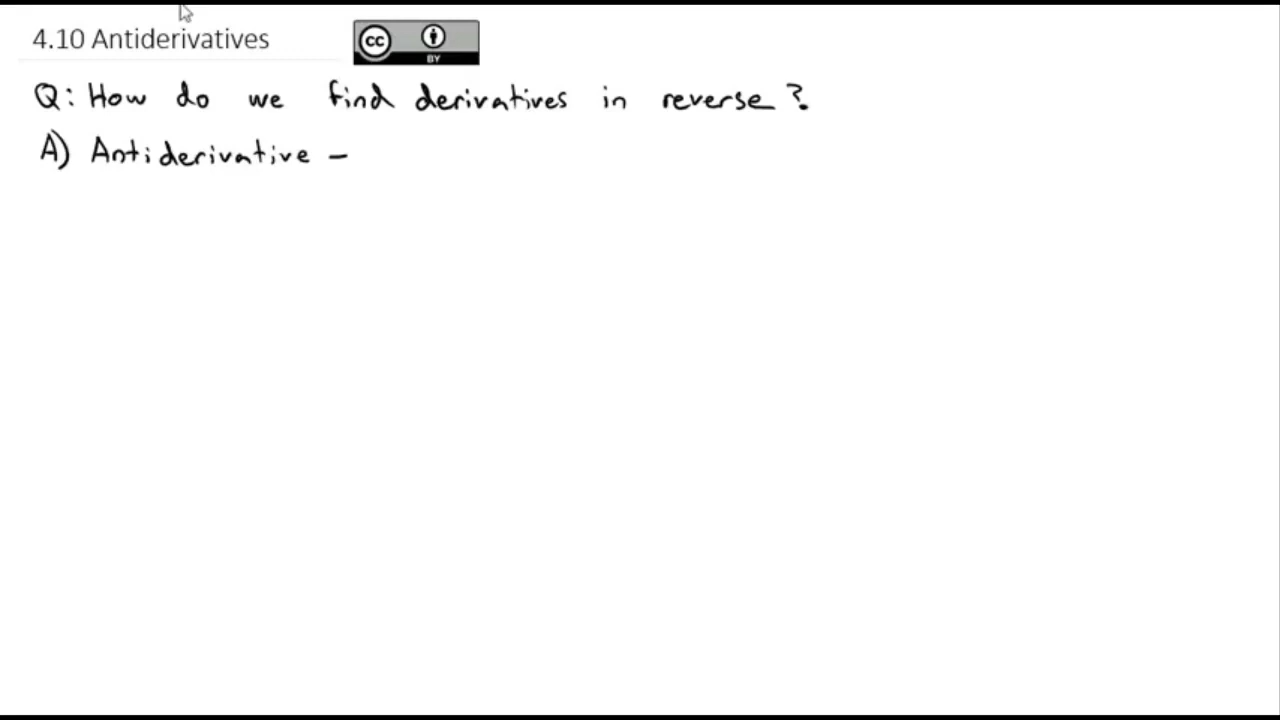 4.10 Antiderivatives
cc BY
Q: How do we find derivatives in reverse?
A) Antiderivative –